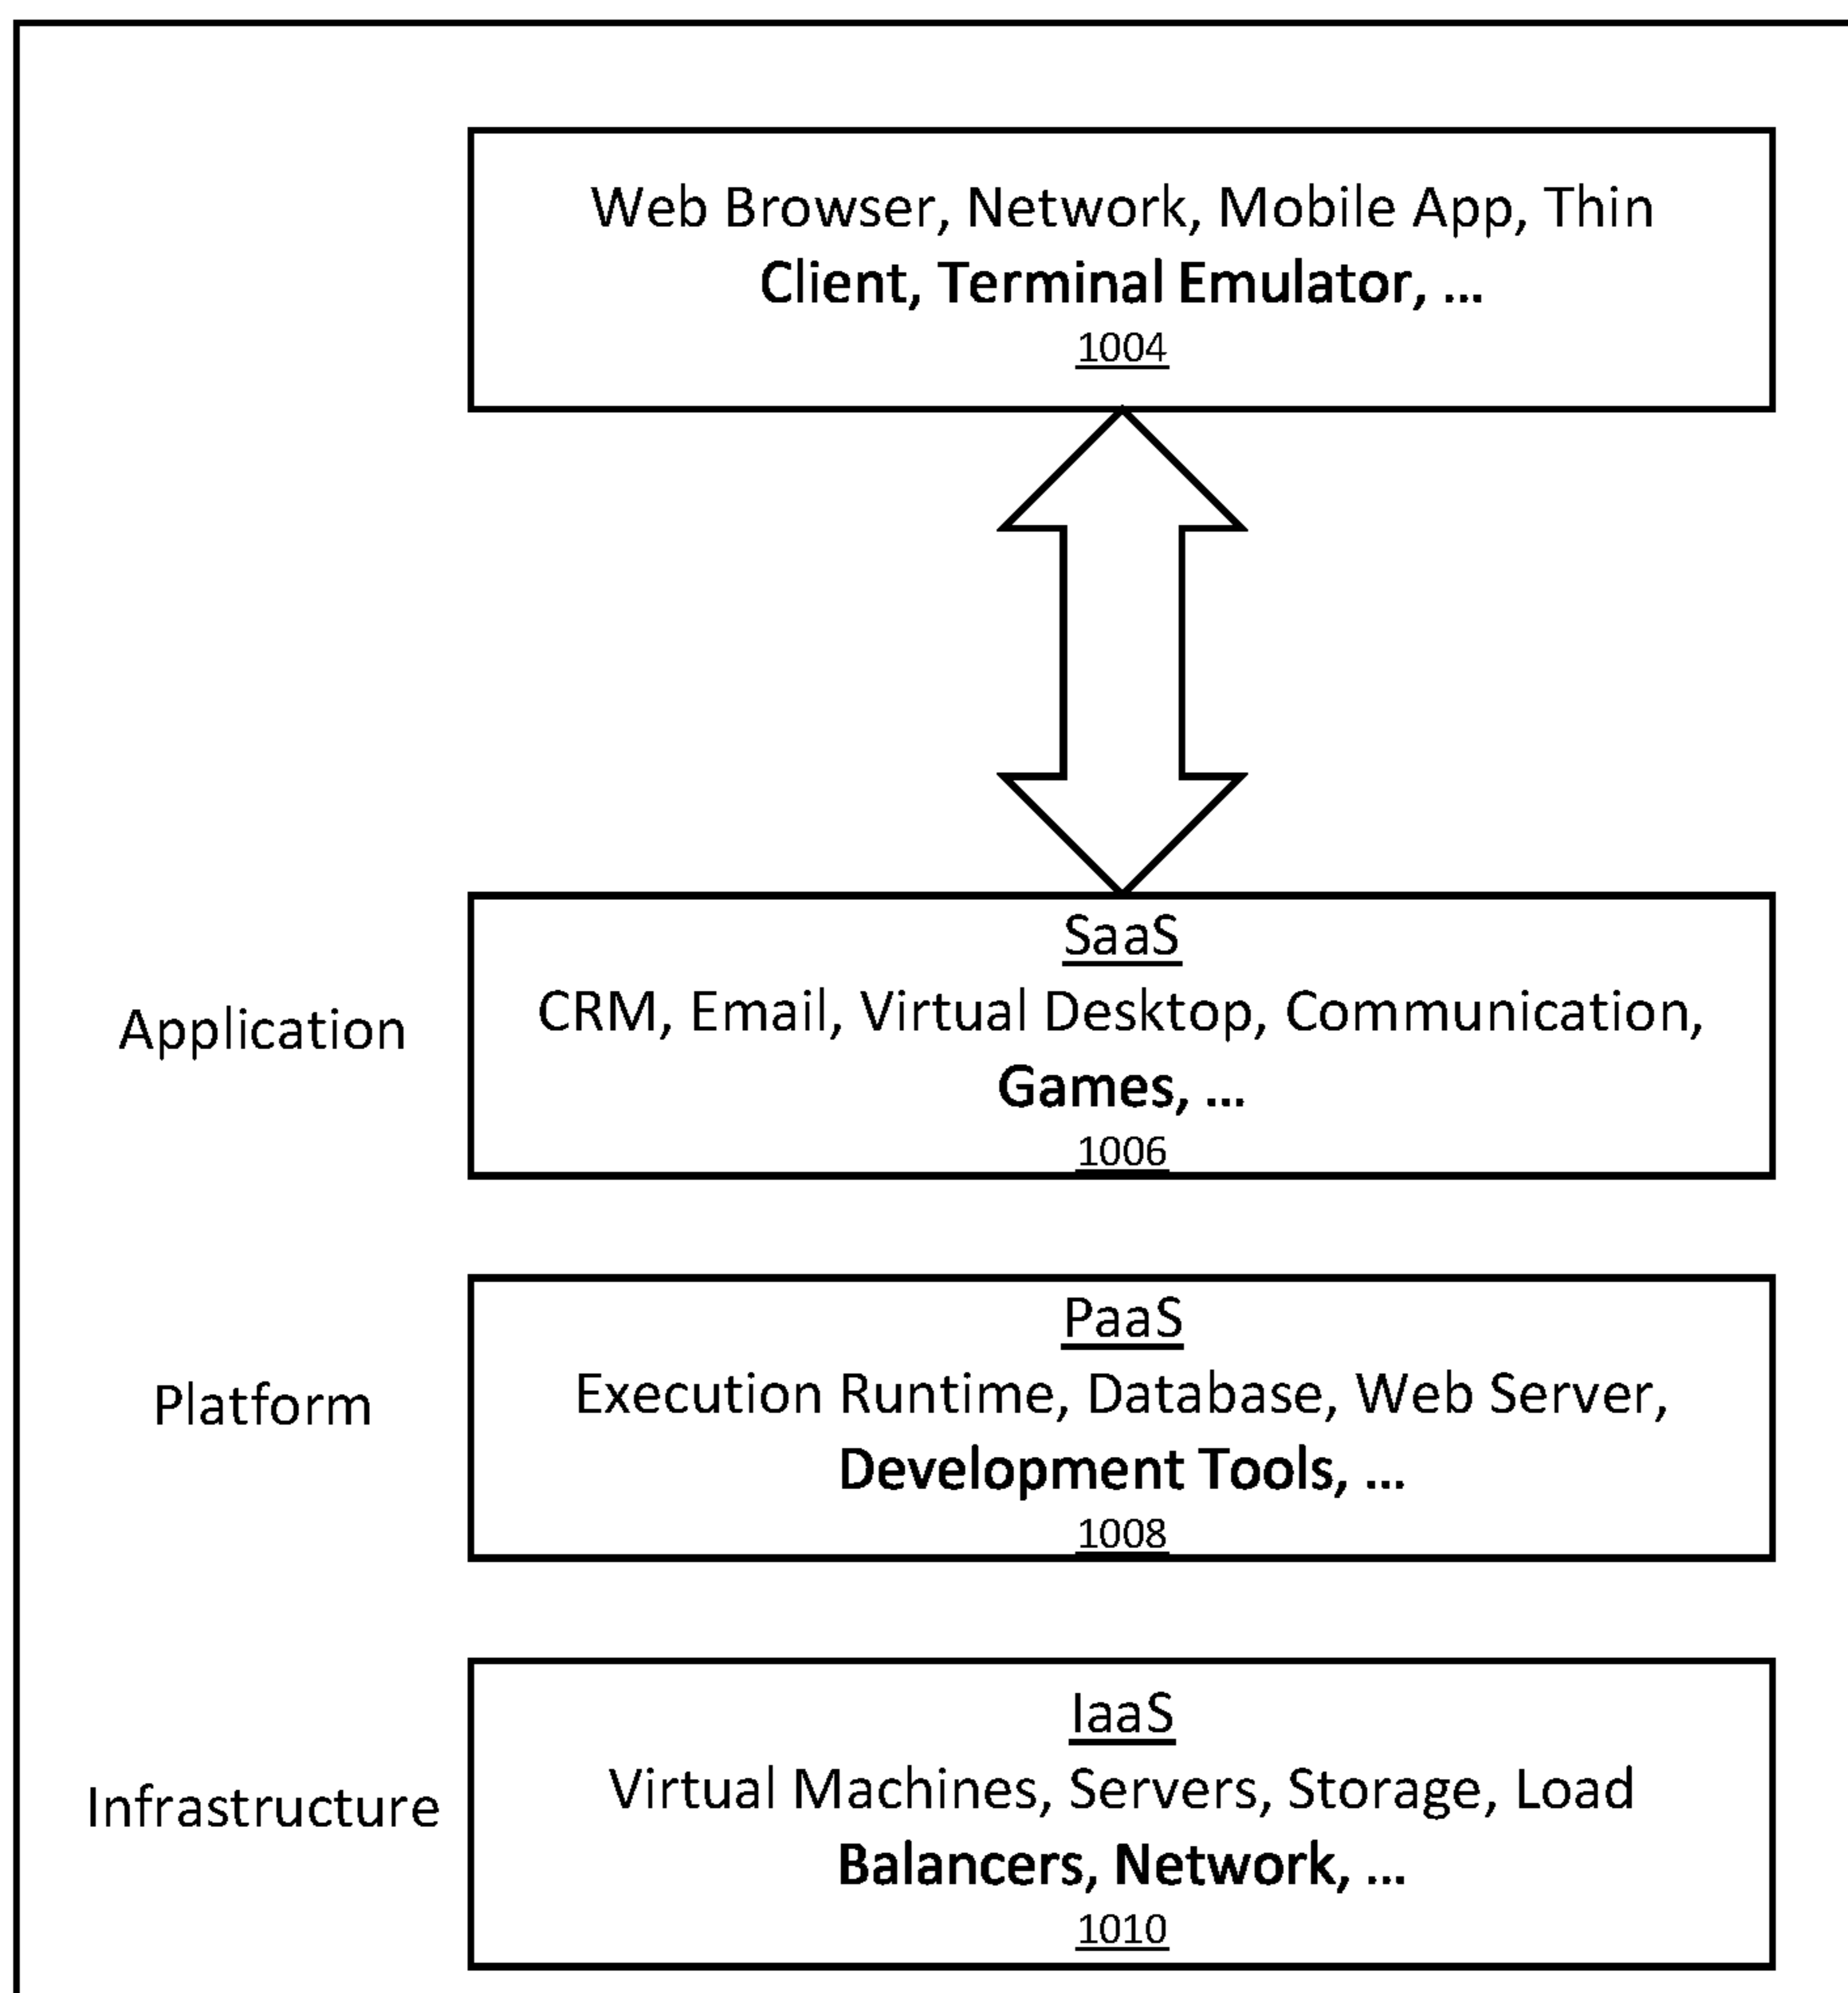 Web Browser, Network, Mobile App, Thin
Client, Terminal Emulator, ...
1004
SaaS
Application
CRM, Email, Virtual Desktop, Communication,
Games, ...
1006
PaaS
Platform
Execution Runtime, Database, Web Server,
Development Tools, ...
1008
IaaS
Infrastructure
Virtual Machines, Servers, Storage, Load
Balancers, Network, ...
1010